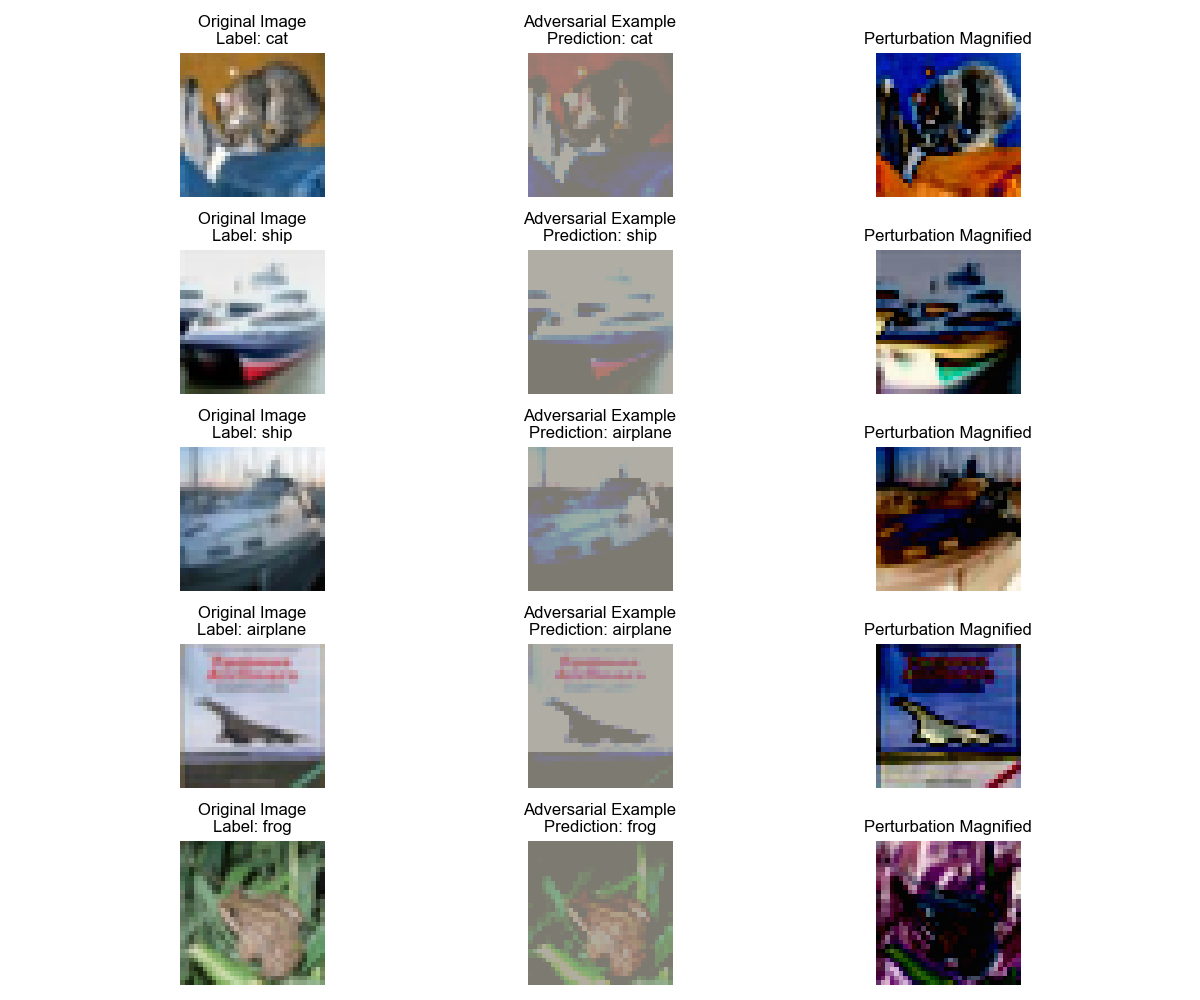 Original Image
Label: cat
Adversarial Example
Prediction: cat
Perturbation Magnified
Original Image
Label: ship
Adversarial Example
Prediction: ship
Perturbation Magnified
Original Image
Label: ship
Adversarial Example
Prediction: airplane
Perturbation Magnified
Original Image
Label: airplane
Adversarial Example
Prediction: airplane
Perturbation Magnified
Original Image
Label: frog
Adversarial Example
Prediction: frog
Perturbation Magnified